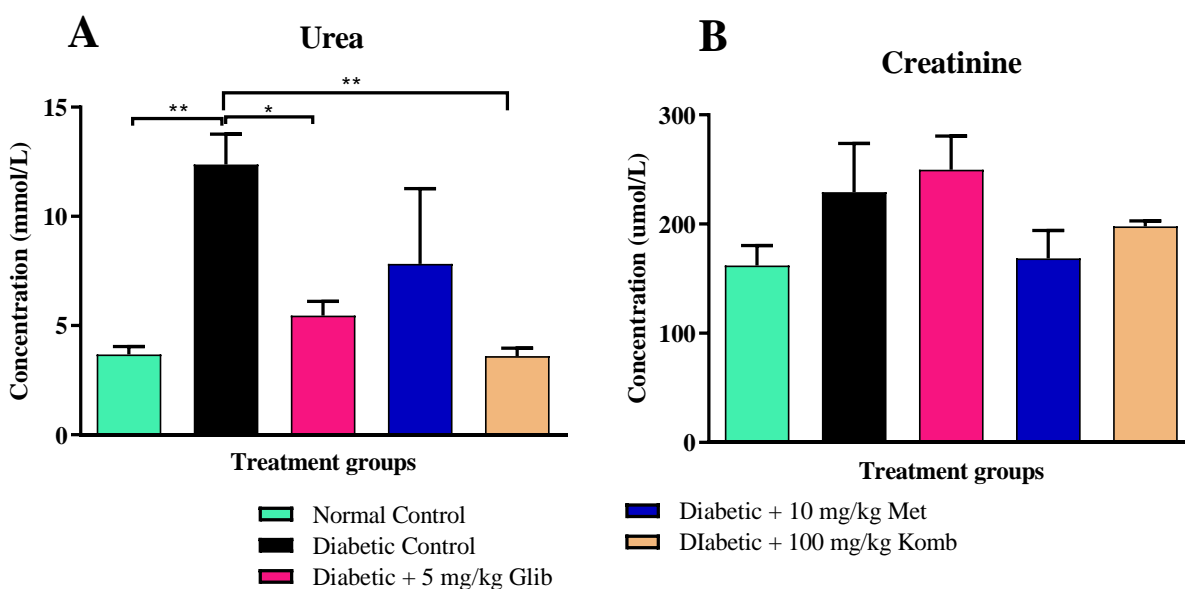 A
Urea
**
**
*
15
10
5
0
Concentration (mmol/L)
Treatment groups
B
Creatinine
300
200
100
0
Concentration (umol/L)
Treatment groups
Normal Control
Diabetic Control
Diabetic + 5 mg/kg Glib
Diabetic + 10 mg/kg Met
DIabetic + 100 mg/kg Komb